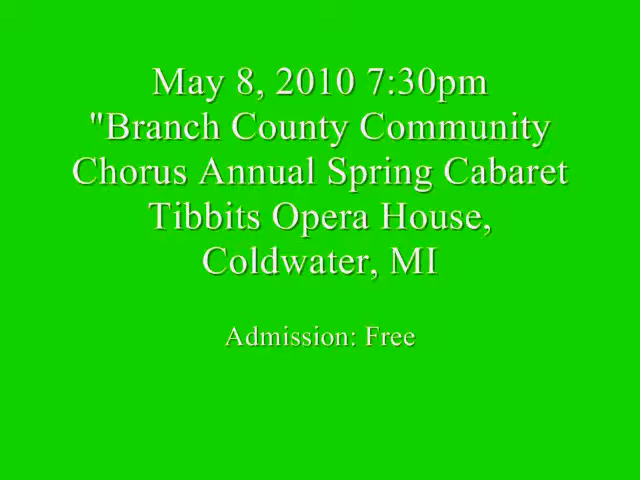 May 8, 2010 7:30pm
"Branch County Community
Chorus Annual Spring Cabaret
Tibbits Opera House,
Coldwater, MI
Admission: Free